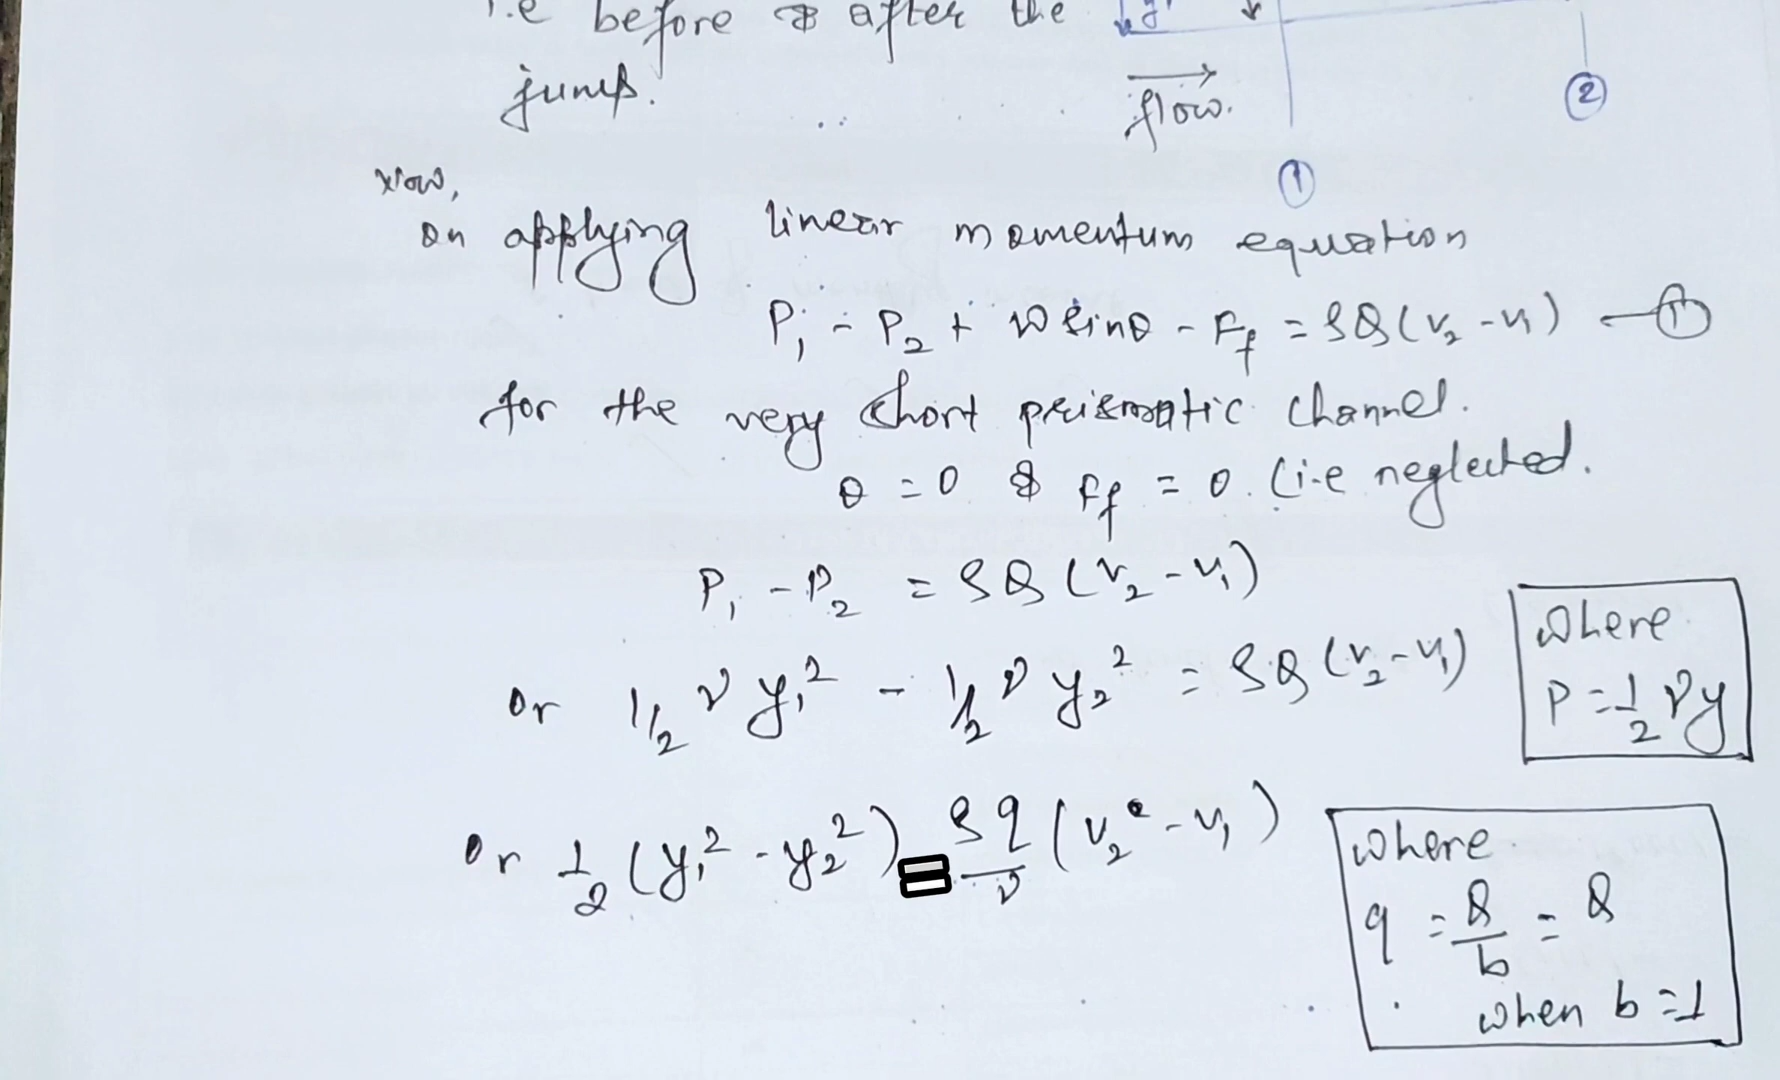 i.e before & after the y1
jump.
flow.
②
①
Now,
on applying linear momentum equation
P₁ - P₂ + W sinθ - F_f = ρQ(v₂ - v₁) — ①
for the very short prismatic channel.
θ = 0 & F_f = 0. (i.e neglected.
P₁ - P₂ = ρQ(v₂ - v₁)
or 1/2 γ y₁² - 1/2 γ y₂² = ρQ(v₂ - v₁)
where
P = 1/2 γy
or 1/2 (y₁² - y₂²) = ρq/γ (v₂ - v₁)
where
q = Q/b = Q
when b = 1